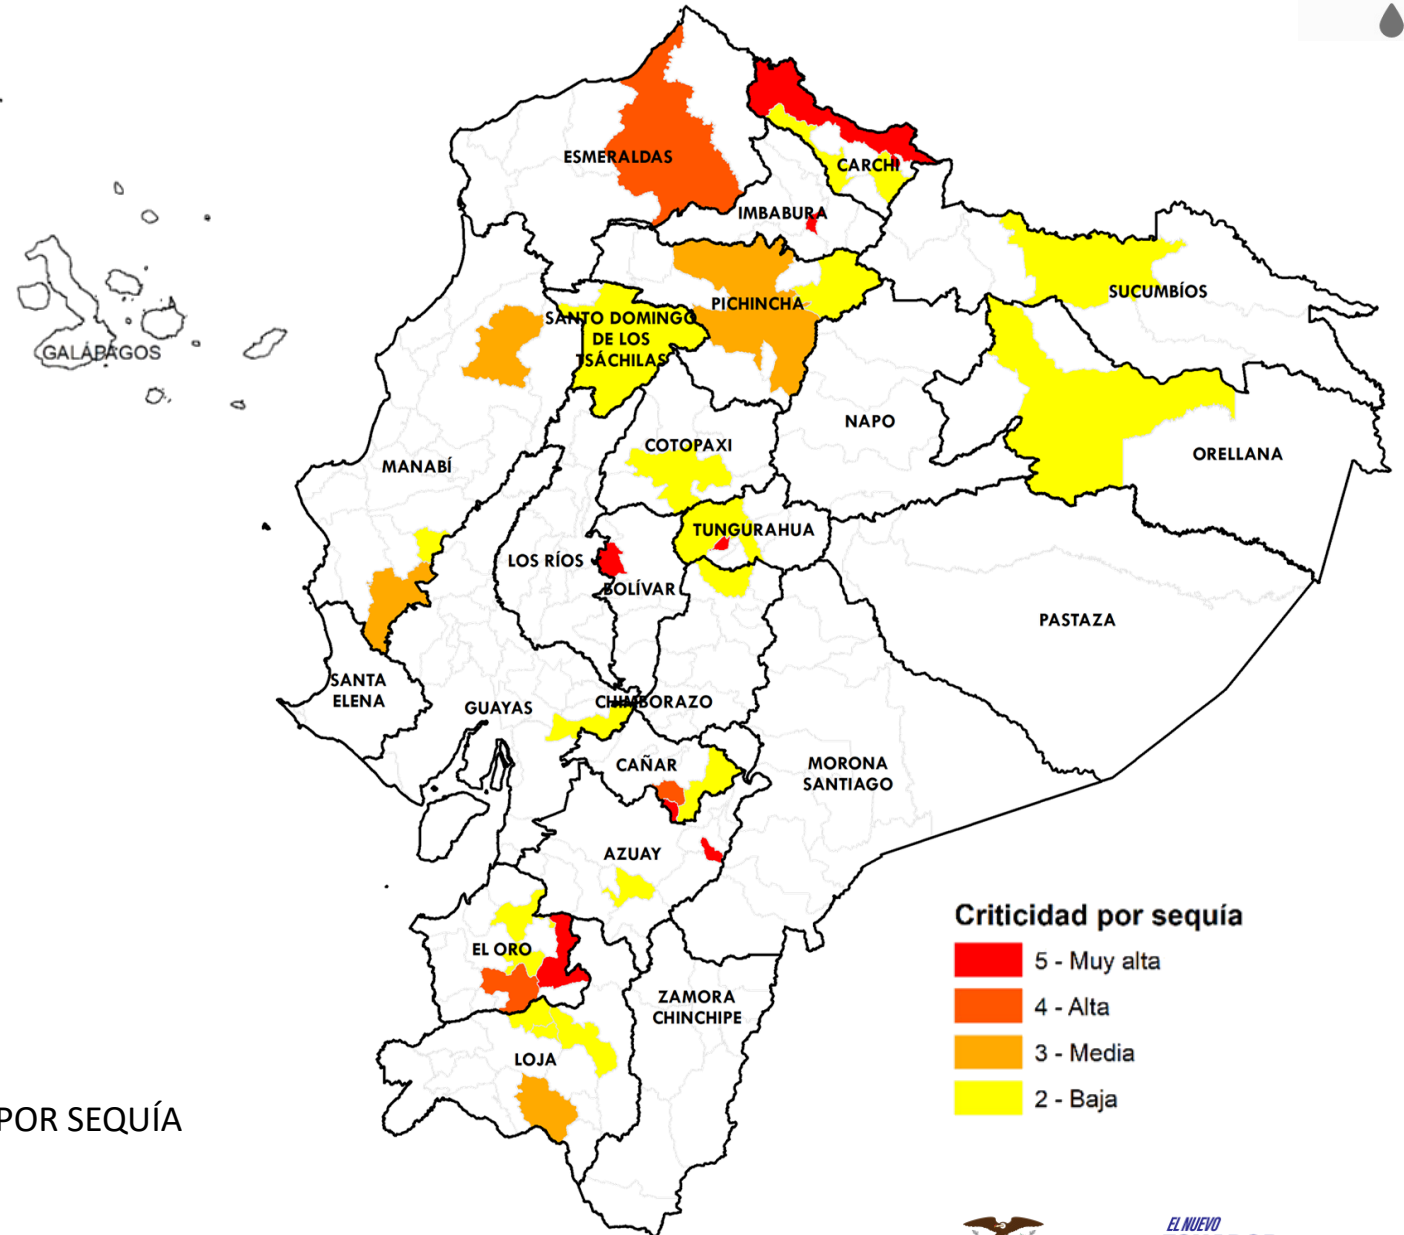 ESMERALDAS
CARCHI
IMBABURA
SUCUMBÍOS
PICHINCHA
SANTO DOMINGO
DE LOS
TSÁCHILAS
GALÁPAGOS
NAPO
COTOPAXI
ORELLANA
MANABÍ
TUNGURAHUA
LOS RÍOS
BOLÍVAR
PASTAZA
SANTA
ELENA
CHIMBORAZO
GUAYAS
CAÑAR
MORONA
SANTIAGO
AZUAY
EL ORO
ZAMORA
CHINCHIPE
LOJA
Criticidad por sequía
5 - Muy alta
4 - Alta
3 - Media
2 - Baja
POR SEQUÍA
EL NUEVO